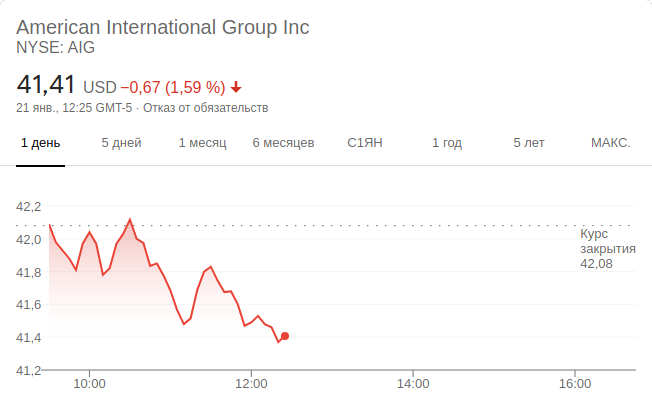 American International Group Inc
NYSE: AIG
41,41 USD −0,67 (1,59 %)
21 янв., 12:25 GMT-5 · Отказ от обязательств
1 день 5 дней 1 месяц 6 месяцев С1ЯН 1 год 5 лет МАКС.
42,2
42,0
41,8
41,6
41,4
41,2
Курс
закрытия
42,08
10:00 12:00 14:00 16:00